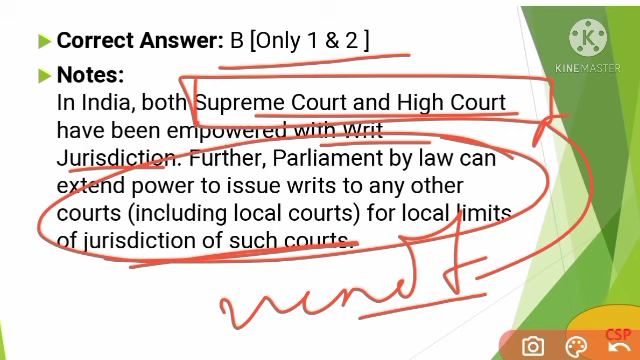 Correct Answer: B [Only 1 & 2 ]
Notes:
In India, both Supreme Court and High Court
have been empowered with Writ
Jurisdiction. Further, Parliament by law can
extend power to issue writs to any other
courts (including local courts) for local limits
of jurisdiction of such courts.
KINEMASTER
CSP